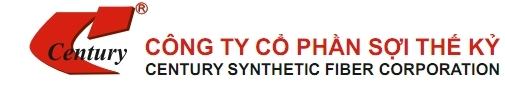 Century®
CÔNG TY CỔ PHẦN SỢI THẾ KỶ
CENTURY SYNTHETIC FIBER CORPORATION